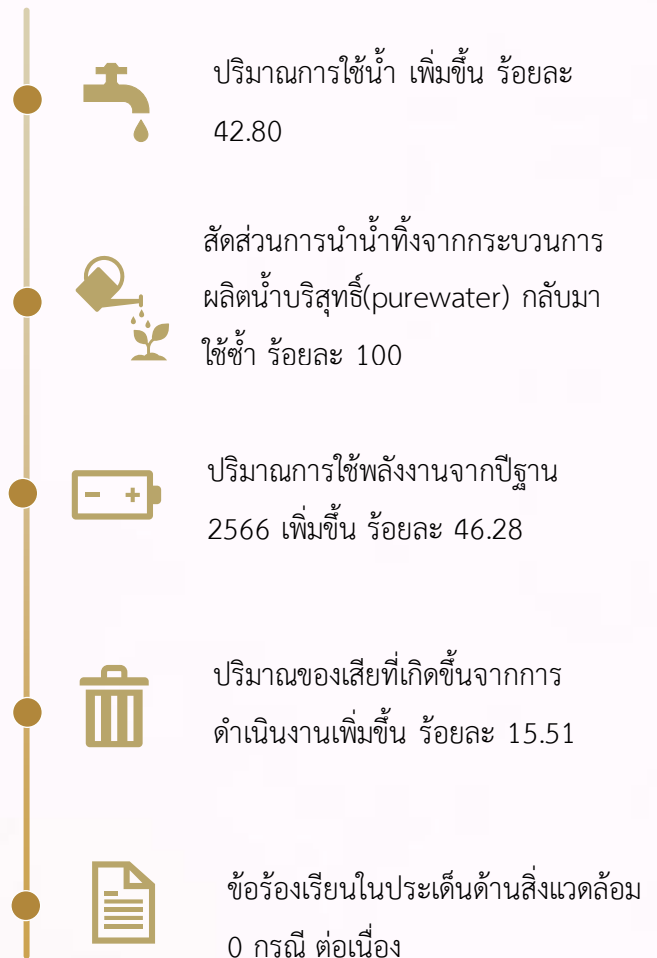 ปริมาณการใช้น้ำ เพิ่มขึ้น ร้อยละ
42.80
สัดส่วนการนำน้ำทิ้งจากกระบวนการ
ผลิตน้ำบริสุทธิ์(purewater) กลับมา
ใช้ซ้ำ ร้อยละ 100
ปริมาณการใช้พลังงานจากปีฐาน
2566 เพิ่มขึ้น ร้อยละ 46.28
ปริมาณของเสียที่เกิดขึ้นจากการ
ดำเนินงานเพิ่มขึ้น ร้อยละ 15.51
ข้อร้องเรียนในประเด็นด้านสิ่งแวดล้อม
0 กรณี ต่อเนื่อง